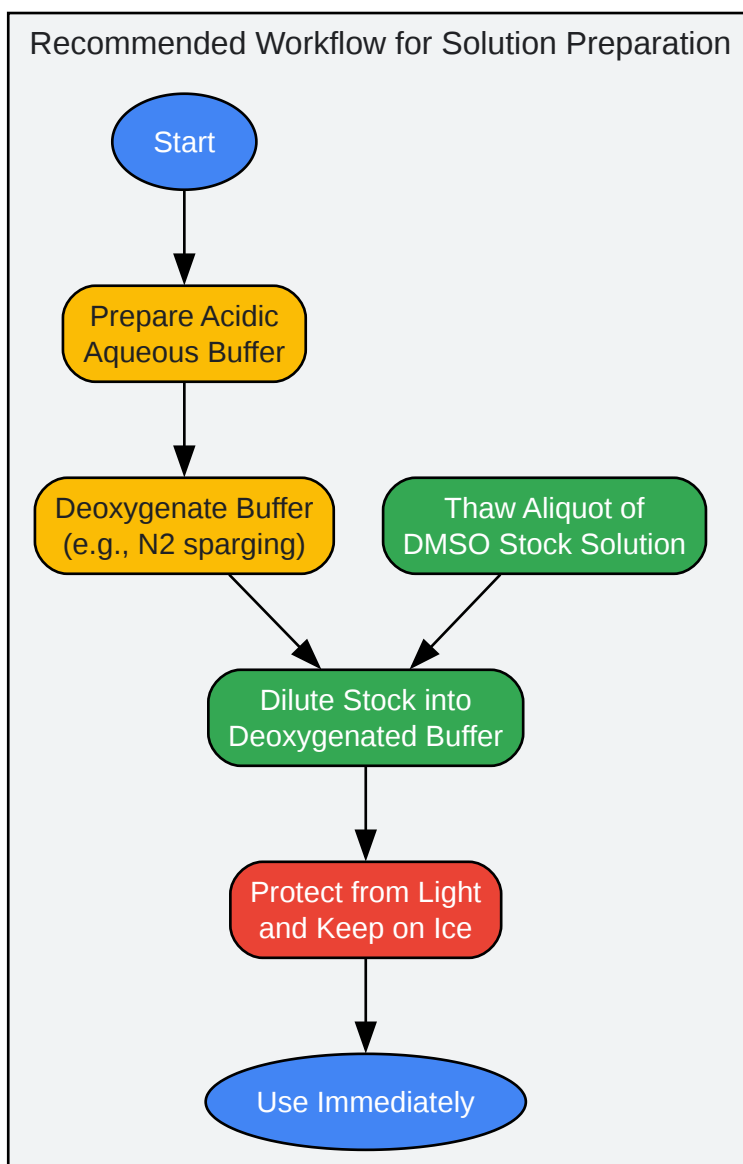 Recommended Workflow for Solution Preparation
Start
Prepare Acidic
Aqueous Buffer
Deoxygenate Buffer
(e.g., N2 sparging)
Thaw Aliquot of
DMSO Stock Solution
Dilute Stock into
Deoxygenated Buffer
Protect from Light
and Keep on Ice
Use Immediately